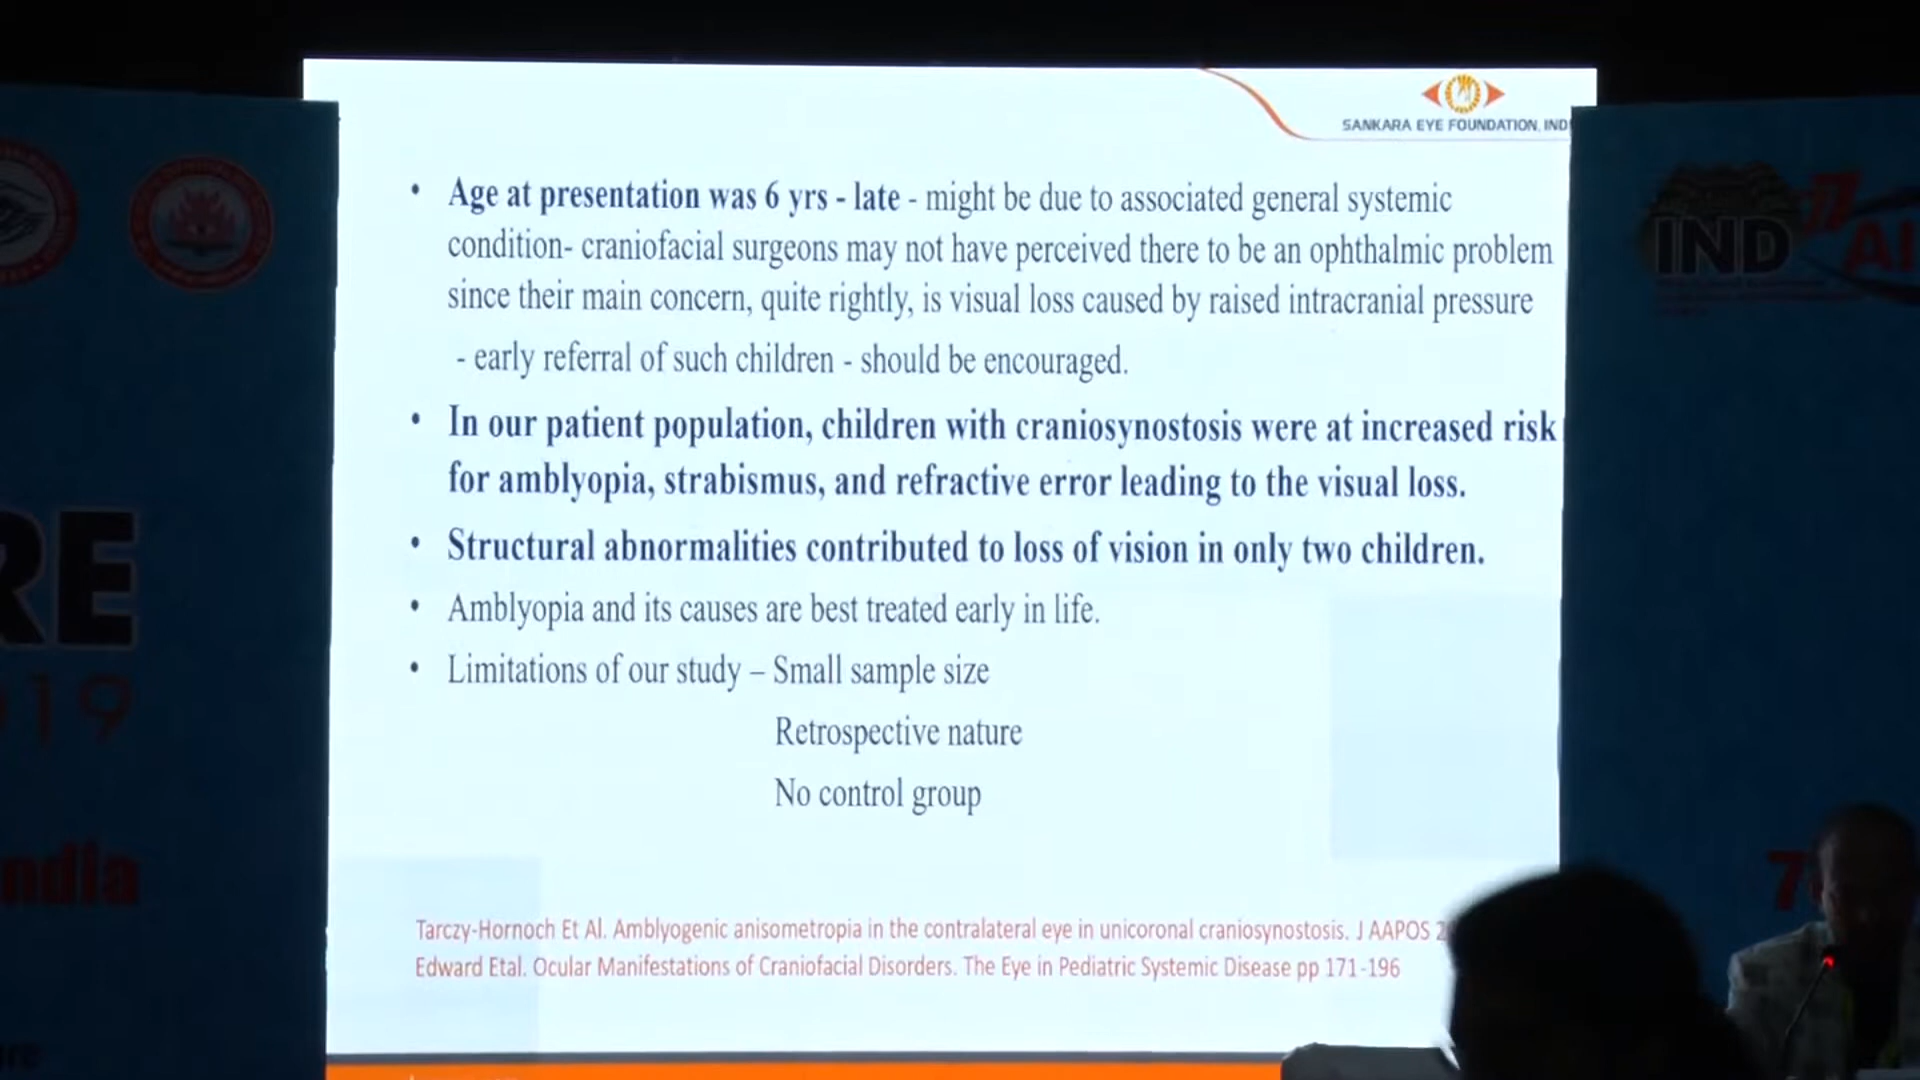 SANKARA EYE FOUNDATION, IND
• Age at presentation was 6 yrs - late - might be due to associated general systemic
condition- craniofacial surgeons may not have perceived there to be an ophthalmic problem
since their main concern, quite rightly, is visual loss caused by raised intracranial pressure
- early referral of such children - should be encouraged.
• In our patient population, children with craniosynostosis were at increased risk
for amblyopia, strabismus, and refractive error leading to the visual loss.
• Structural abnormalities contributed to loss of vision in only two children.
• Amblyopia and its causes are best treated early in life.
• Limitations of our study – Small sample size
Retrospective nature
No control group
Tarczy-Hornoch Et Al. Amblyogenic anisometropia in the contralateral eye in unicoronal craniosynostosis. J AAPOS 2
Edward Etal. Ocular Manifestations of Craniofacial Disorders. The Eye in Pediatric Systemic Disease pp 171-196
RE
019
ndia
re
IND
77
AI
7